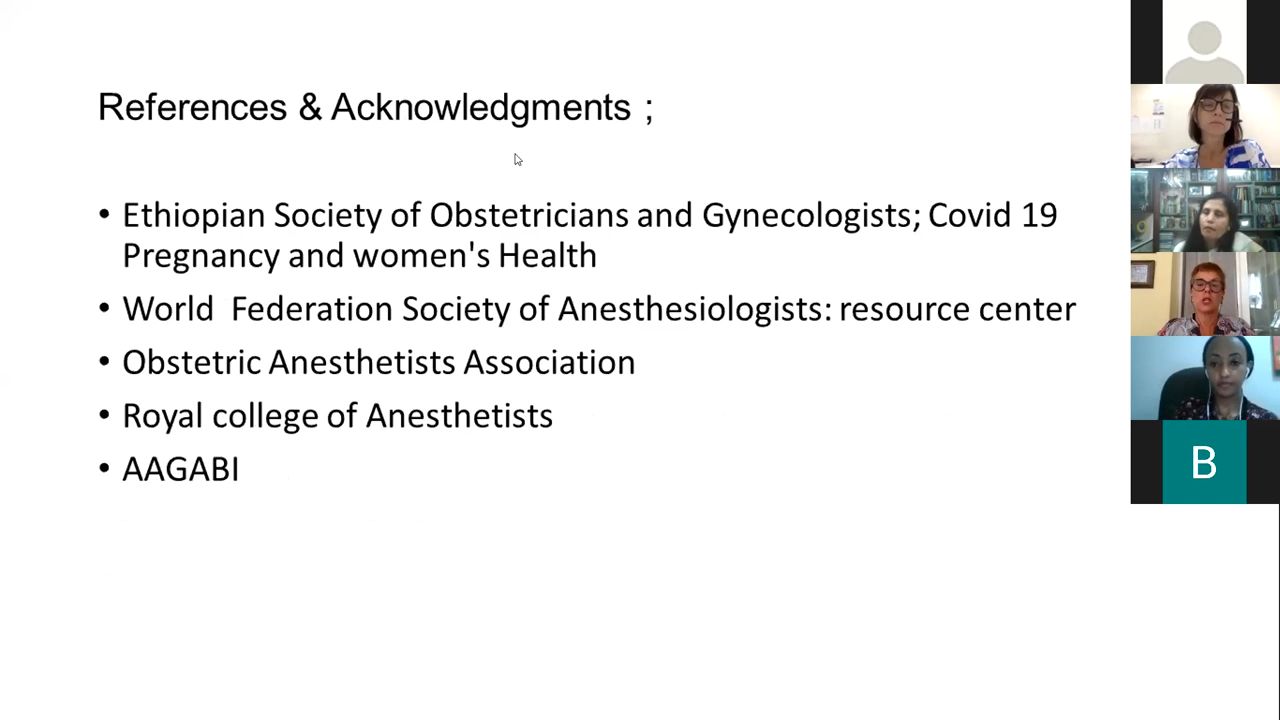 References & Acknowledgments ;
• Ethiopian Society of Obstetricians and Gynecologists; Covid 19
Pregnancy and women's Health
• World  Federation Society of Anesthesiologists: resource center
• Obstetric Anesthetists Association
• Royal college of Anesthetists
• AAGABI
B